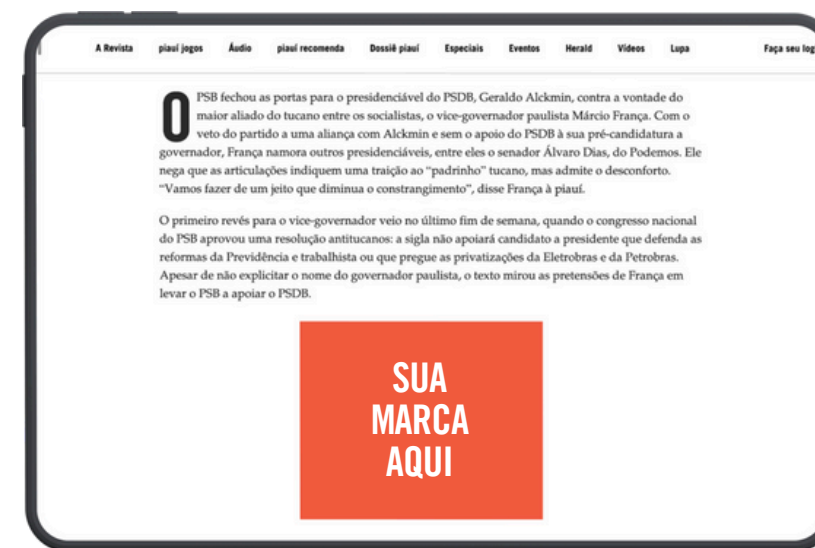 A Revista piauí jogos Áudio piauí recomenda Dossiê piauí Especiais Eventos Herald Vídeos Lupa Faça seu log
O PSB fechou as portas para o presidenciável do PSDB, Geraldo Alckmin, contra a vontade do
maior aliado do tucano entre os socialistas, o vice-governador paulista Márcio França. Com o
veto do partido a uma aliança com Alckmin e sem o apoio do PSDB à sua pré-candidatura a
governador, França namora outros presidenciáveis, entre eles o senador Álvaro Dias, do Podemos. Ele
nega que as articulações indiquem uma traição ao “padrinho” tucano, mas admite o desconforto.
“Vamos fazer de um jeito que diminua o constrangimento”, disse França à piauí.
O primeiro revés para o vice-governador veio no último fim de semana, quando o congresso nacional
do PSB aprovou uma resolução antitucanos: a sigla não apoiará candidato a presidente que defenda as
reformas da Previdência e trabalhista ou que pregue as privatizações da Eletrobras e da Petrobras.
Apesar de não explicitar o nome do governador paulista, o texto mirou as pretensões de França em
levar o PSB a apoiar o PSDB.
SUA
MARCA
AQUI